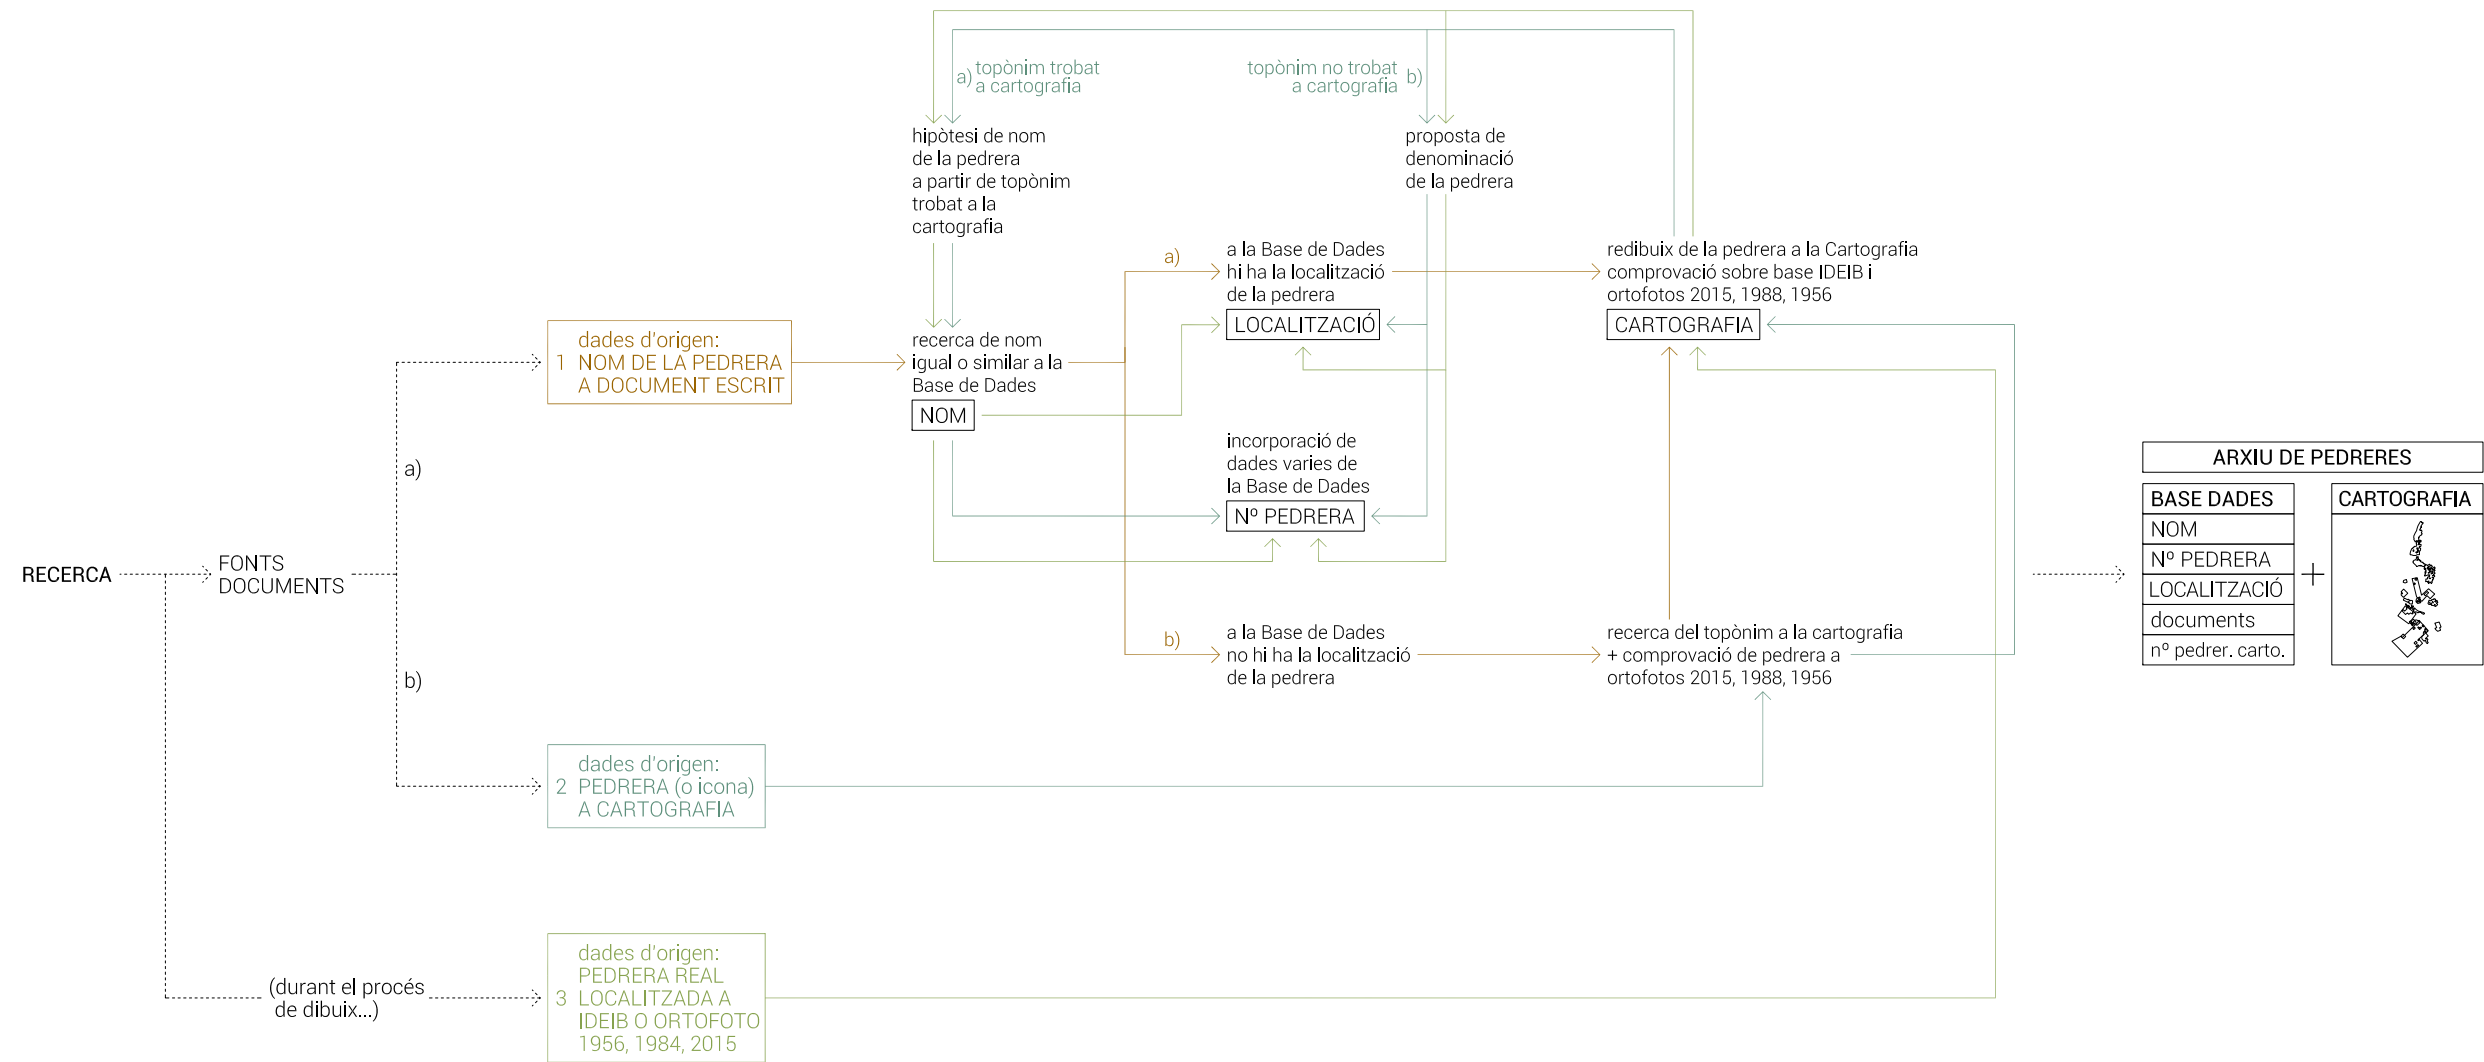 RECERCA
FONTS
DOCUMENTS
a)
b)
(durant el procés
de dibuix...)
dades d'origen:
1 NOM DE LA PEDRERA
A DOCUMENT ESCRIT
dades d'origen:
2 PEDRERA (o icona)
A CARTOGRAFIA
dades d'origen:
PEDRERA REAL
3 LOCALITZADA A
IDEIB O ORTOFOTO
1956, 1984, 2015
a) topònim trobat
a cartografia
topònim no trobat b)
a cartografia
hipòtesi de nom
de la pedrera
a partir de topònim
trobat a la
cartografia
proposta de
denominació
de la pedrera
recerca de nom
igual o similar a la
Base de Dades
NOM
a)
a la Base de Dades
hi ha la localització
de la pedrera
LOCALITZACIÓ
incorporació de
dades varies de
la Base de Dades
Nº PEDRERA
b)
a la Base de Dades
no hi ha la localització
de la pedrera
redibuix de la pedrera a la Cartografia
comprovació sobre base IDEIB i
ortofotos 2015, 1988, 1956
CARTOGRAFIA
recerca del topònim a la cartografia
+ comprovació de pedrera a
ortofotos 2015, 1988, 1956
ARXIU DE PEDRERES
BASE DADES
NOM
Nº PEDRERA
LOCALITZACIÓ
documents
nº pedrer. carto.
+
CARTOGRAFIA